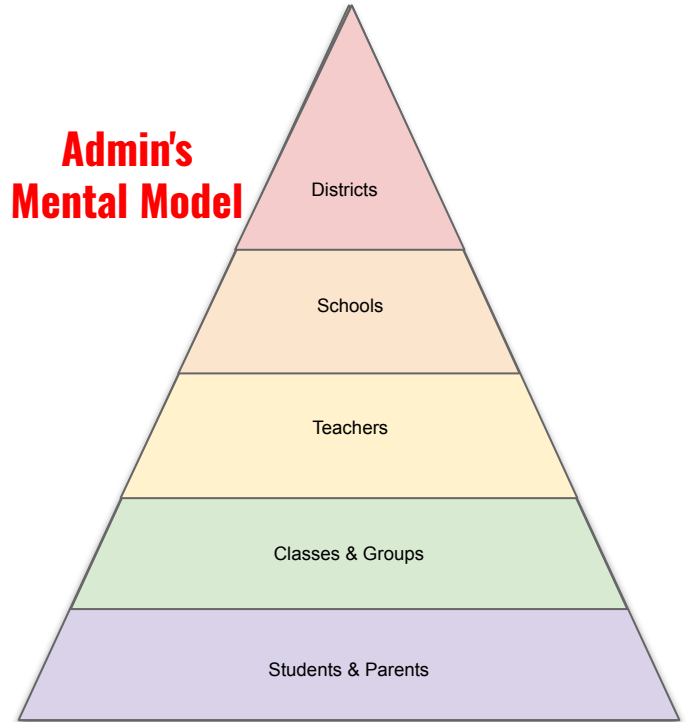 Admin's
Mental Model
Districts
Schools
Teachers
Classes & Groups
Students & Parents